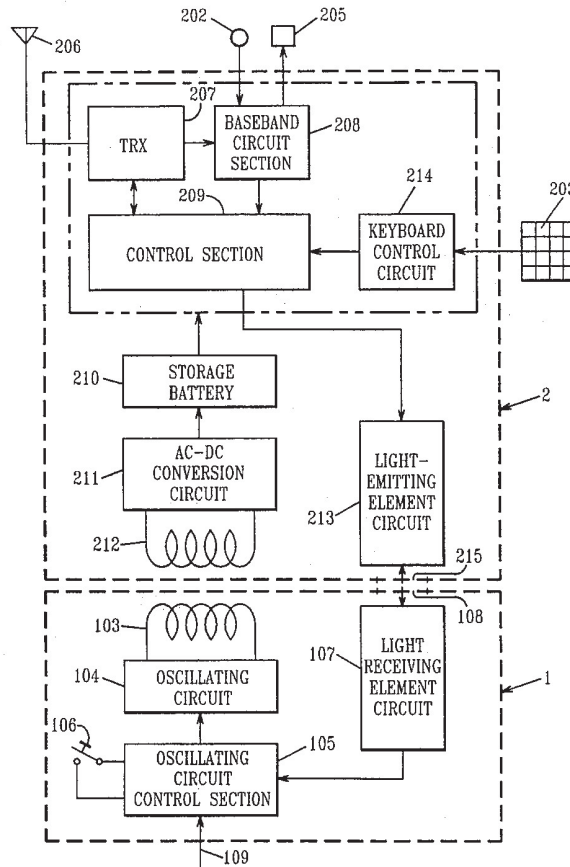 202
205
206
207
TRX
BASEBAND
CIRCUIT
SECTION
208
209
214
203
CONTROL SECTION
KEYBOARD
CONTROL
CIRCUIT
210
STORAGE
BATTERY
2
211
AC-DC
CONVERSION
CIRCUIT
LIGHT-
EMITTING
ELEMENT
CIRCUIT
213
212
215
108
103
107
LIGHT
RECEIVING
ELEMENT
CIRCUIT
104
OSCILLATING
CIRCUIT
1
106
105
OSCILLATING
CIRCUIT
CONTROL SECTION
109